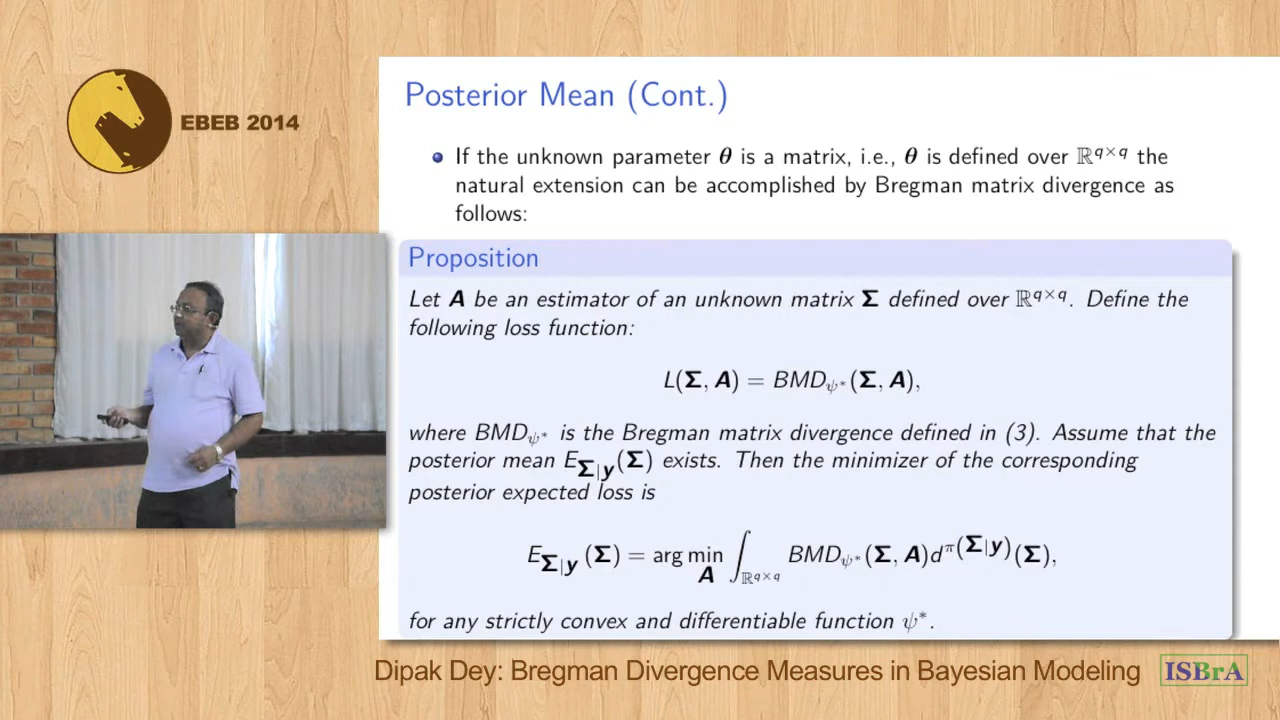 EBEB 2014
Posterior Mean (Cont.)
If the unknown parameter θ is a matrix, i.e., θ is defined over ℝ^{q×q} the
natural extension can be accomplished by Bregman matrix divergence as
follows:
Proposition
Let A be an estimator of an unknown matrix Σ defined over ℝ^{q×q}. Define the
following loss function:
L(Σ, A) = BMD_{ψ*}(Σ, A),
where BMD_{ψ*} is the Bregman matrix divergence defined in (3). Assume that the
posterior mean E_{Σ|y}(Σ) exists. Then the minimizer of the corresponding
posterior expected loss is
E_{Σ|y}(Σ) = arg min_A ∫_{ℝ^{q×q}} BMD_{ψ*}(Σ, A)d^{π(Σ|y)}(Σ),
for any strictly convex and differentiable function ψ*.
Dipak Dey: Bregman Divergence Measures in Bayesian Modeling
ISBrA